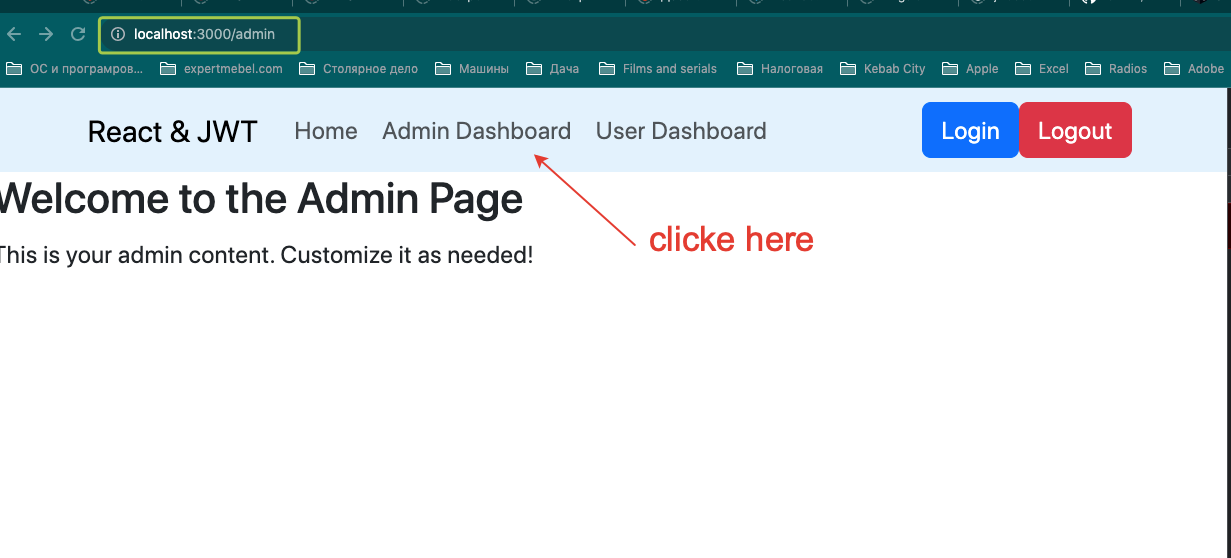 localhost:3000/admin
ОС и програмров... expertmebel.com Столярное дело Машины Дача Films and serials Налоговая Kebab City Apple Excel Radios Adobe
React & JWT Home Admin Dashboard User Dashboard Login Logout
Welcome to the Admin Page
clicke here
This is your admin content. Customize it as needed!